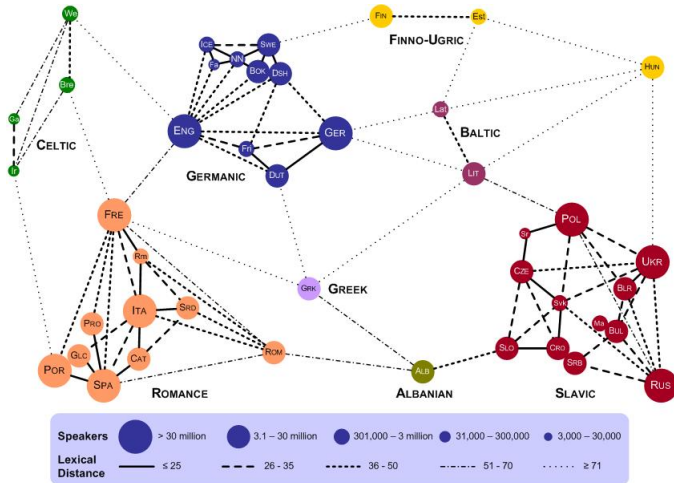 We
FIN
Est
ICE
SWE
FINNO-UGRIC
NN
Fa
BOK
DSH
HUN
Bre
Lat
Ga
ENG
GER
CELTIC
BALTIC
Fri
GERMANIC
Ir
DUT
LIT
FRE
POL
Sr
Rm
UKR
CZE
GRK
GREEK
BLR
ITA
SRD
Svk
PRO
Ma
BUL
GLC
CAT
ROM
SLO
CRO
SRB
POR
ALB
SPA
RUS
ROMANCE
ALBANIAN
SLAVIC
Speakers
> 30 million
3.1 – 30 million
301,000 – 3 million
31,000 – 300,000
3,000 – 30,000
Lexical
Distance
≤ 25
26 - 35
36 - 50
51 - 70
≥ 71